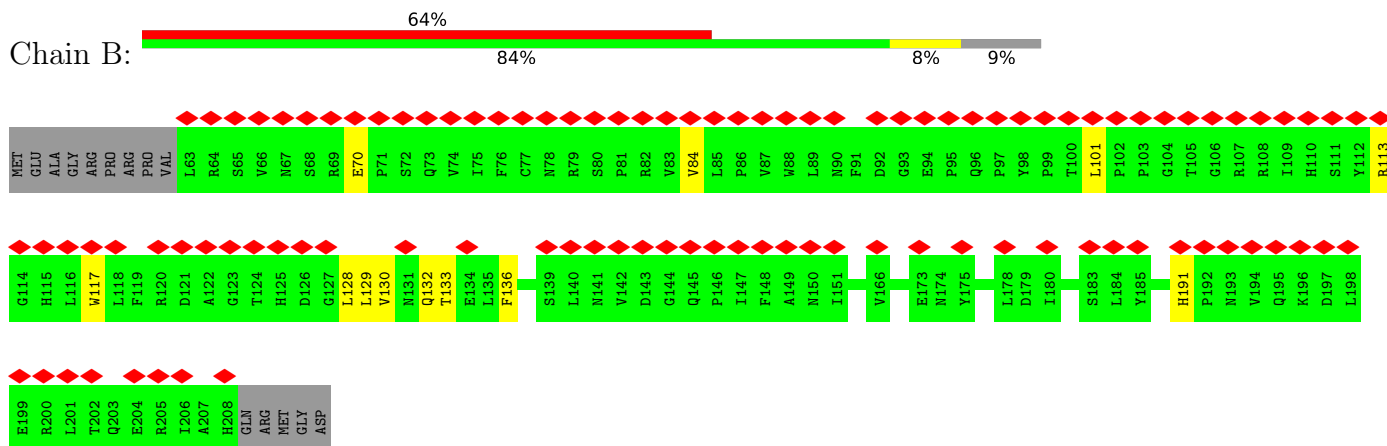 64%
Chain B:
84% 8% 9%
MET GLU ALA GLY ARG PRO ARG PRO VAL L63 R64 S65 V66 N67 S68 R69 E70 P71 S72 Q73 V74 I75 F76 C77 N78 R79 S80 P81 R82 V83 V84 L85 P86 V87 W88 L89 N90 F91 D92 G93 E94 P95 Q96 P97 Y98 P99 T100 L101 P102 P103 G104 T105 G106 R107 R108 I109 H110 S111 Y112 R113
G114 H115 L116 W117 L118 F119 R120 D121 A122 G123 T124 H125 D126 G127 L128 L129 V130 N131 Q132 T133 E134 L135 F136 S139 L140 N141 V142 D143 G144 Q145 P146 I147 F148 A149 N150 I151 V166 E173 N174 Y175 L178 D179 I180 S183 L184 Y185 H191 P192 N193 V194 Q195 K196 D197 L198
E199 R200 L201 T202 Q203 E204 R205 I206 A207 H208 GLN ARG MET GLY ASP